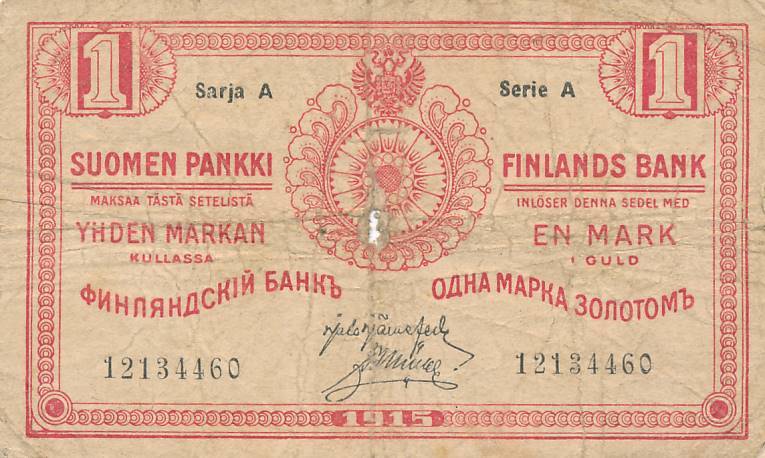 1
1
Sarja A
Serie A
SUOMEN PANKKI
FINLANDS BANK
MAKSAA TÄSTÄ SETELISTÄ
INLÖSER DENNA SEDEL MED
YHDEN MARKAN
EN MARK
KULLASSA
I GULD
ФИНЛЯНДСКІЙ БАНКЪ
ОДНА МАРКА ЗОЛОТОМЪ
12134460
12134460
1915